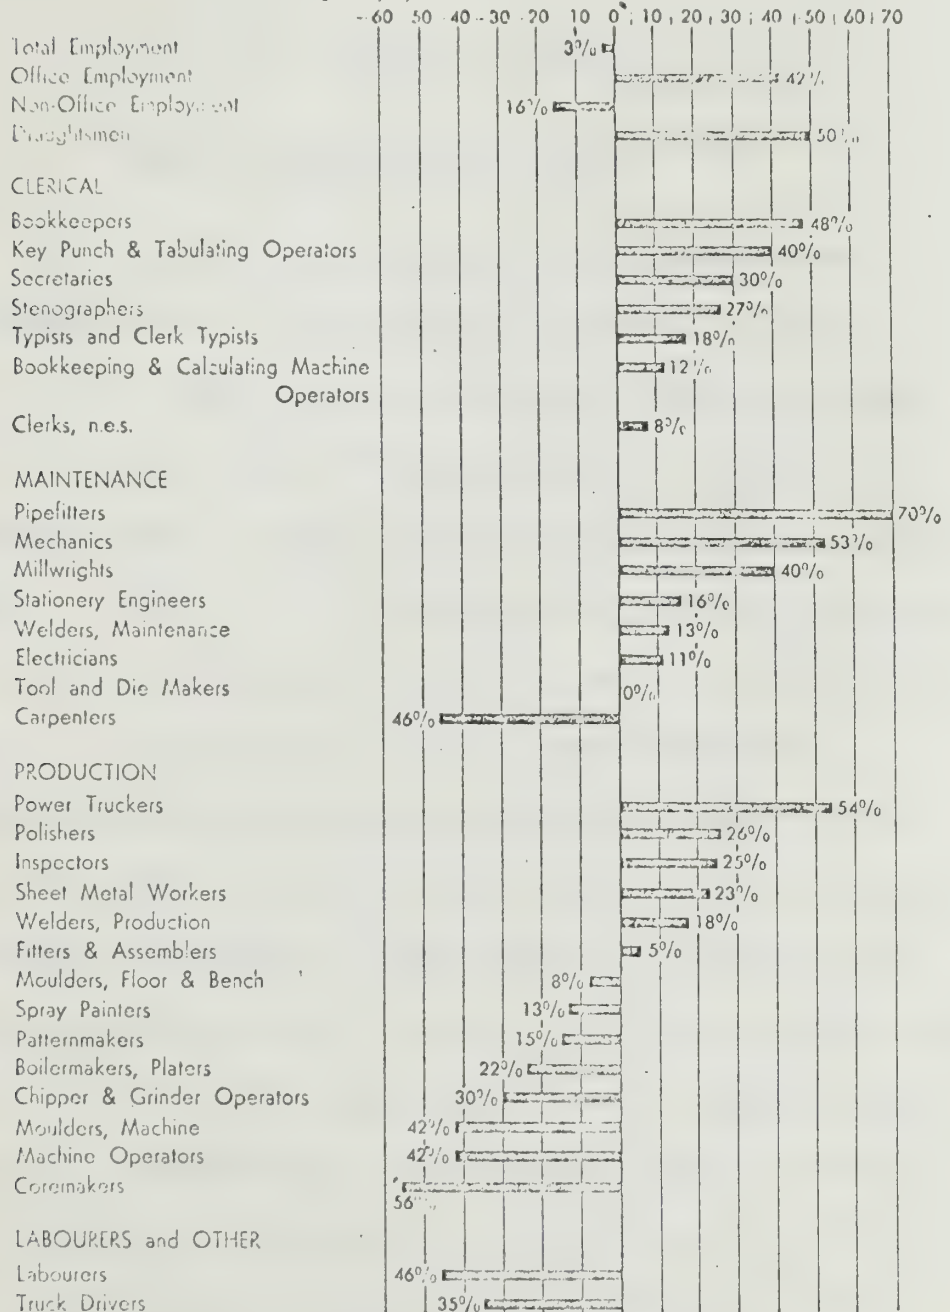 -60 50 -40 -30 -20 10 0 10 20 30 40 50 60 70
Total Employment 3%
Office Employment 42%
Non-Office Employment 16%
Draughtsmen 50%
CLERICAL
Bookkeepers 48%
Key Punch & Tabulating Operators 40%
Secretaries 30%
Stenographers 27%
Typists and Clerk Typists 18%
Bookkeeping & Calculating Machine 12%
Operators
Clerks, n.e.s. 8%
MAINTENANCE
Pipefitters 70%
Mechanics 53%
Millwrights 40%
Stationery Engineers 16%
Welders, Maintenance 13%
Electricians 11%
Tool and Die Makers 0%
Carpenters 46%
PRODUCTION
Power Truckers 54%
Polishers 26%
Inspectors 25%
Sheet Metal Workers 23%
Welders, Production 18%
Fitters & Assemblers 5%
Moulders, Floor & Bench 8%
Spray Painters 13%
Patternmakers 15%
Boilermakers, Platers 22%
Chipper & Grinder Operators 30%
Moulders, Machine 42%
Machine Operators 42%
Coremakers
56%
LABOURERS and OTHER
Labourers 46%
Truck Drivers 35%